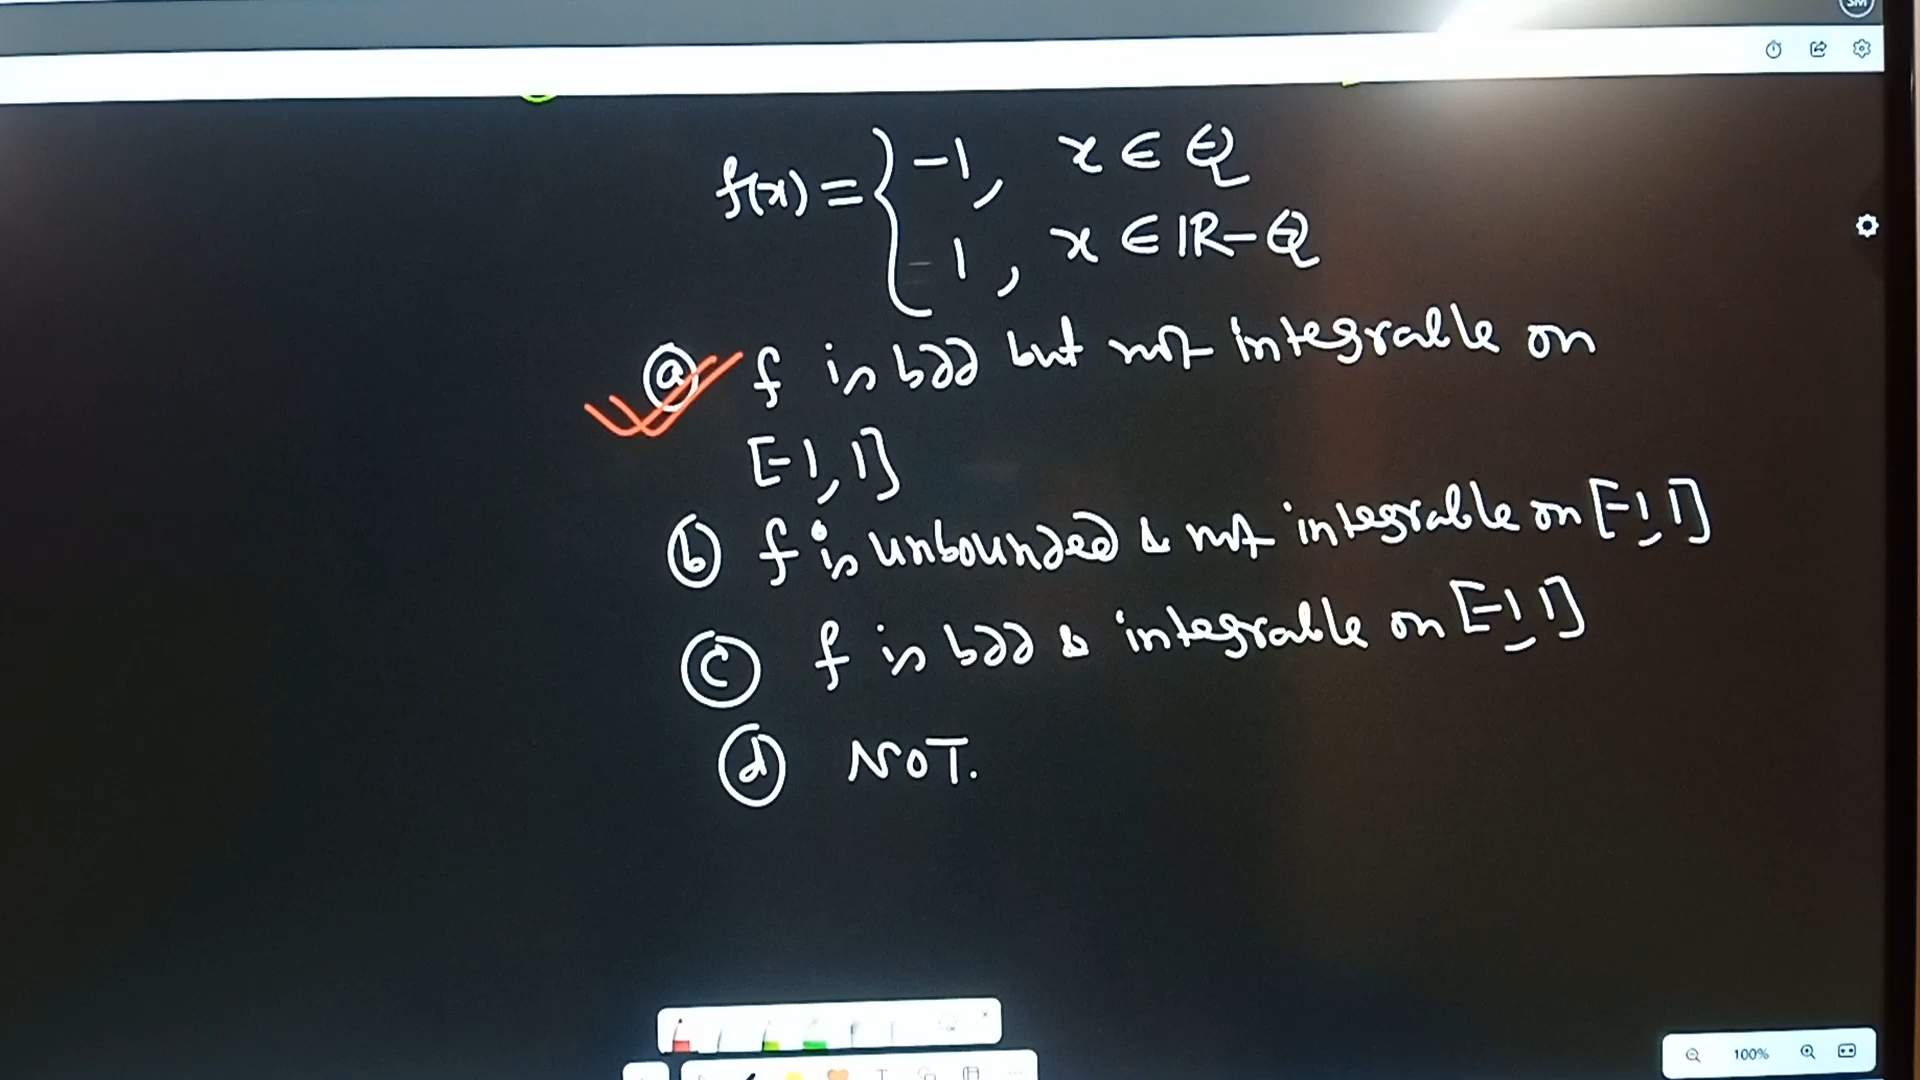 SM
f(x) = { -1, x ∈ Q
1, x ∈ IR - Q
ⓐ f is bdd but not integrable on
[-1, 1]
ⓑ f is unbounded & not integrable on [-1, 1]
ⓒ f is bdd & integrable on [-1, 1]
ⓓ NOT.
100%